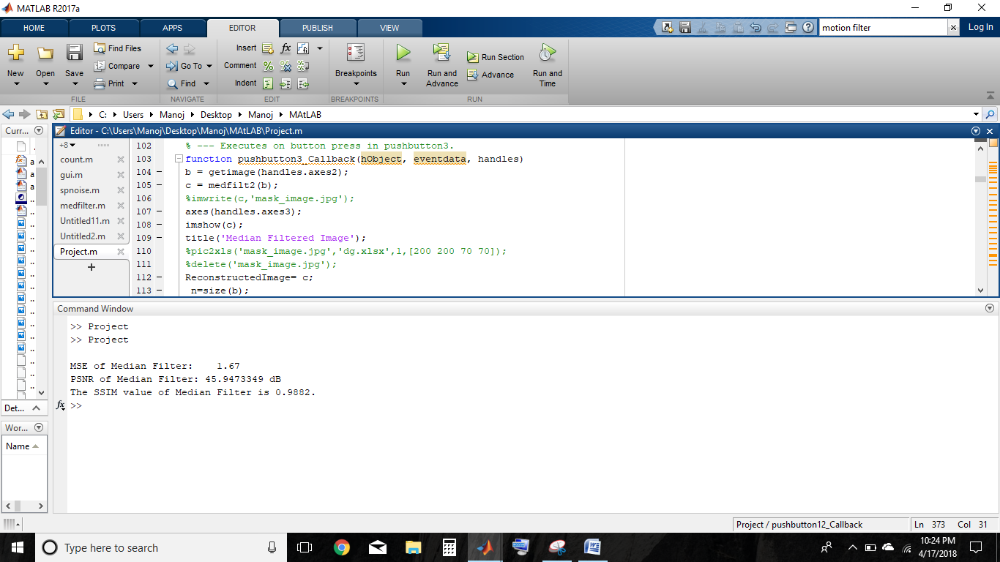 MATLAB R2017a
HOME PLOTS APPS EDITOR PUBLISH VIEW motion filter Log In
New Open Save Find Files Compare Print
Go To Find
Insert fx
Comment
Indent
Breakpoints
Run Run and Advance Run Section Advance Run and Time
FILE NAVIGATE EDIT BREAKPOINTS RUN
C: Users Manoj Desktop Manoj MAtLAB
Curr...
Editor - C:\Users\Manoj\Desktop\Manoj\MAtLAB\Project.m
+8
count.m
gui.m
spnoise.m
medfilter.m
Untitled11.m
Untitled2.m
Project.m
102 % --- Executes on button press in pushbutton3.
103 function pushbutton3_Callback(hObject, eventdata, handles)
104 – b = getimage(handles.axes2);
105 – c = medfilt2(b);
106 %imwrite(c,'mask_image.jpg');
107 – axes(handles.axes3);
108 – imshow(c);
109 – title('Median Filtered Image');
110 %pic2xls('mask_image.jpg','dg.xlsx',1,[200 200 70 70]);
111 %delete('mask_image.jpg');
112 – ReconstructedImage= c;
113 – n=size(b);
Command Window
>> Project
>> Project
MSE of Median Filter: 1.67
PSNR of Median Filter: 45.9473349 dB
The SSIM value of Median Filter is 0.9882.
fx >>
Det...
Wor...
Name
Project / pushbutton12_Callback Ln 373 Col 31
Type here to search
10:24 PM
4/17/2018